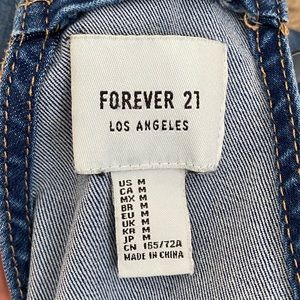 FOREVER 21
LOS ANGELES
US M
CA M
MX M
BR M
EU M
UK M
KR M
JP M
CN 165/72A
MADE IN CHINA